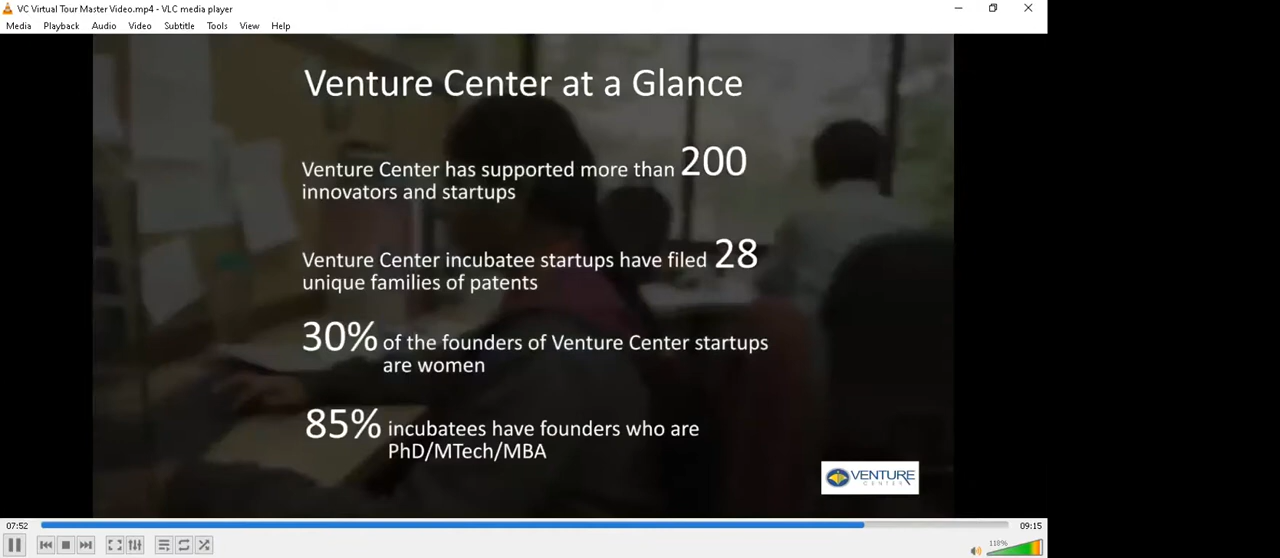 VC Virtual Tour Master Video.mp4 - VLC media player
Media Playback Audio Video Subtitle Tools View Help
Venture Center at a Glance
Venture Center has supported more than 200
innovators and startups
Venture Center incubatee startups have filed 28
unique families of patents
30% of the founders of Venture Center startups
are women
85% incubatees have founders who are
PhD/MTech/MBA
VENTURE
CENTER
07:52
09:15
118%